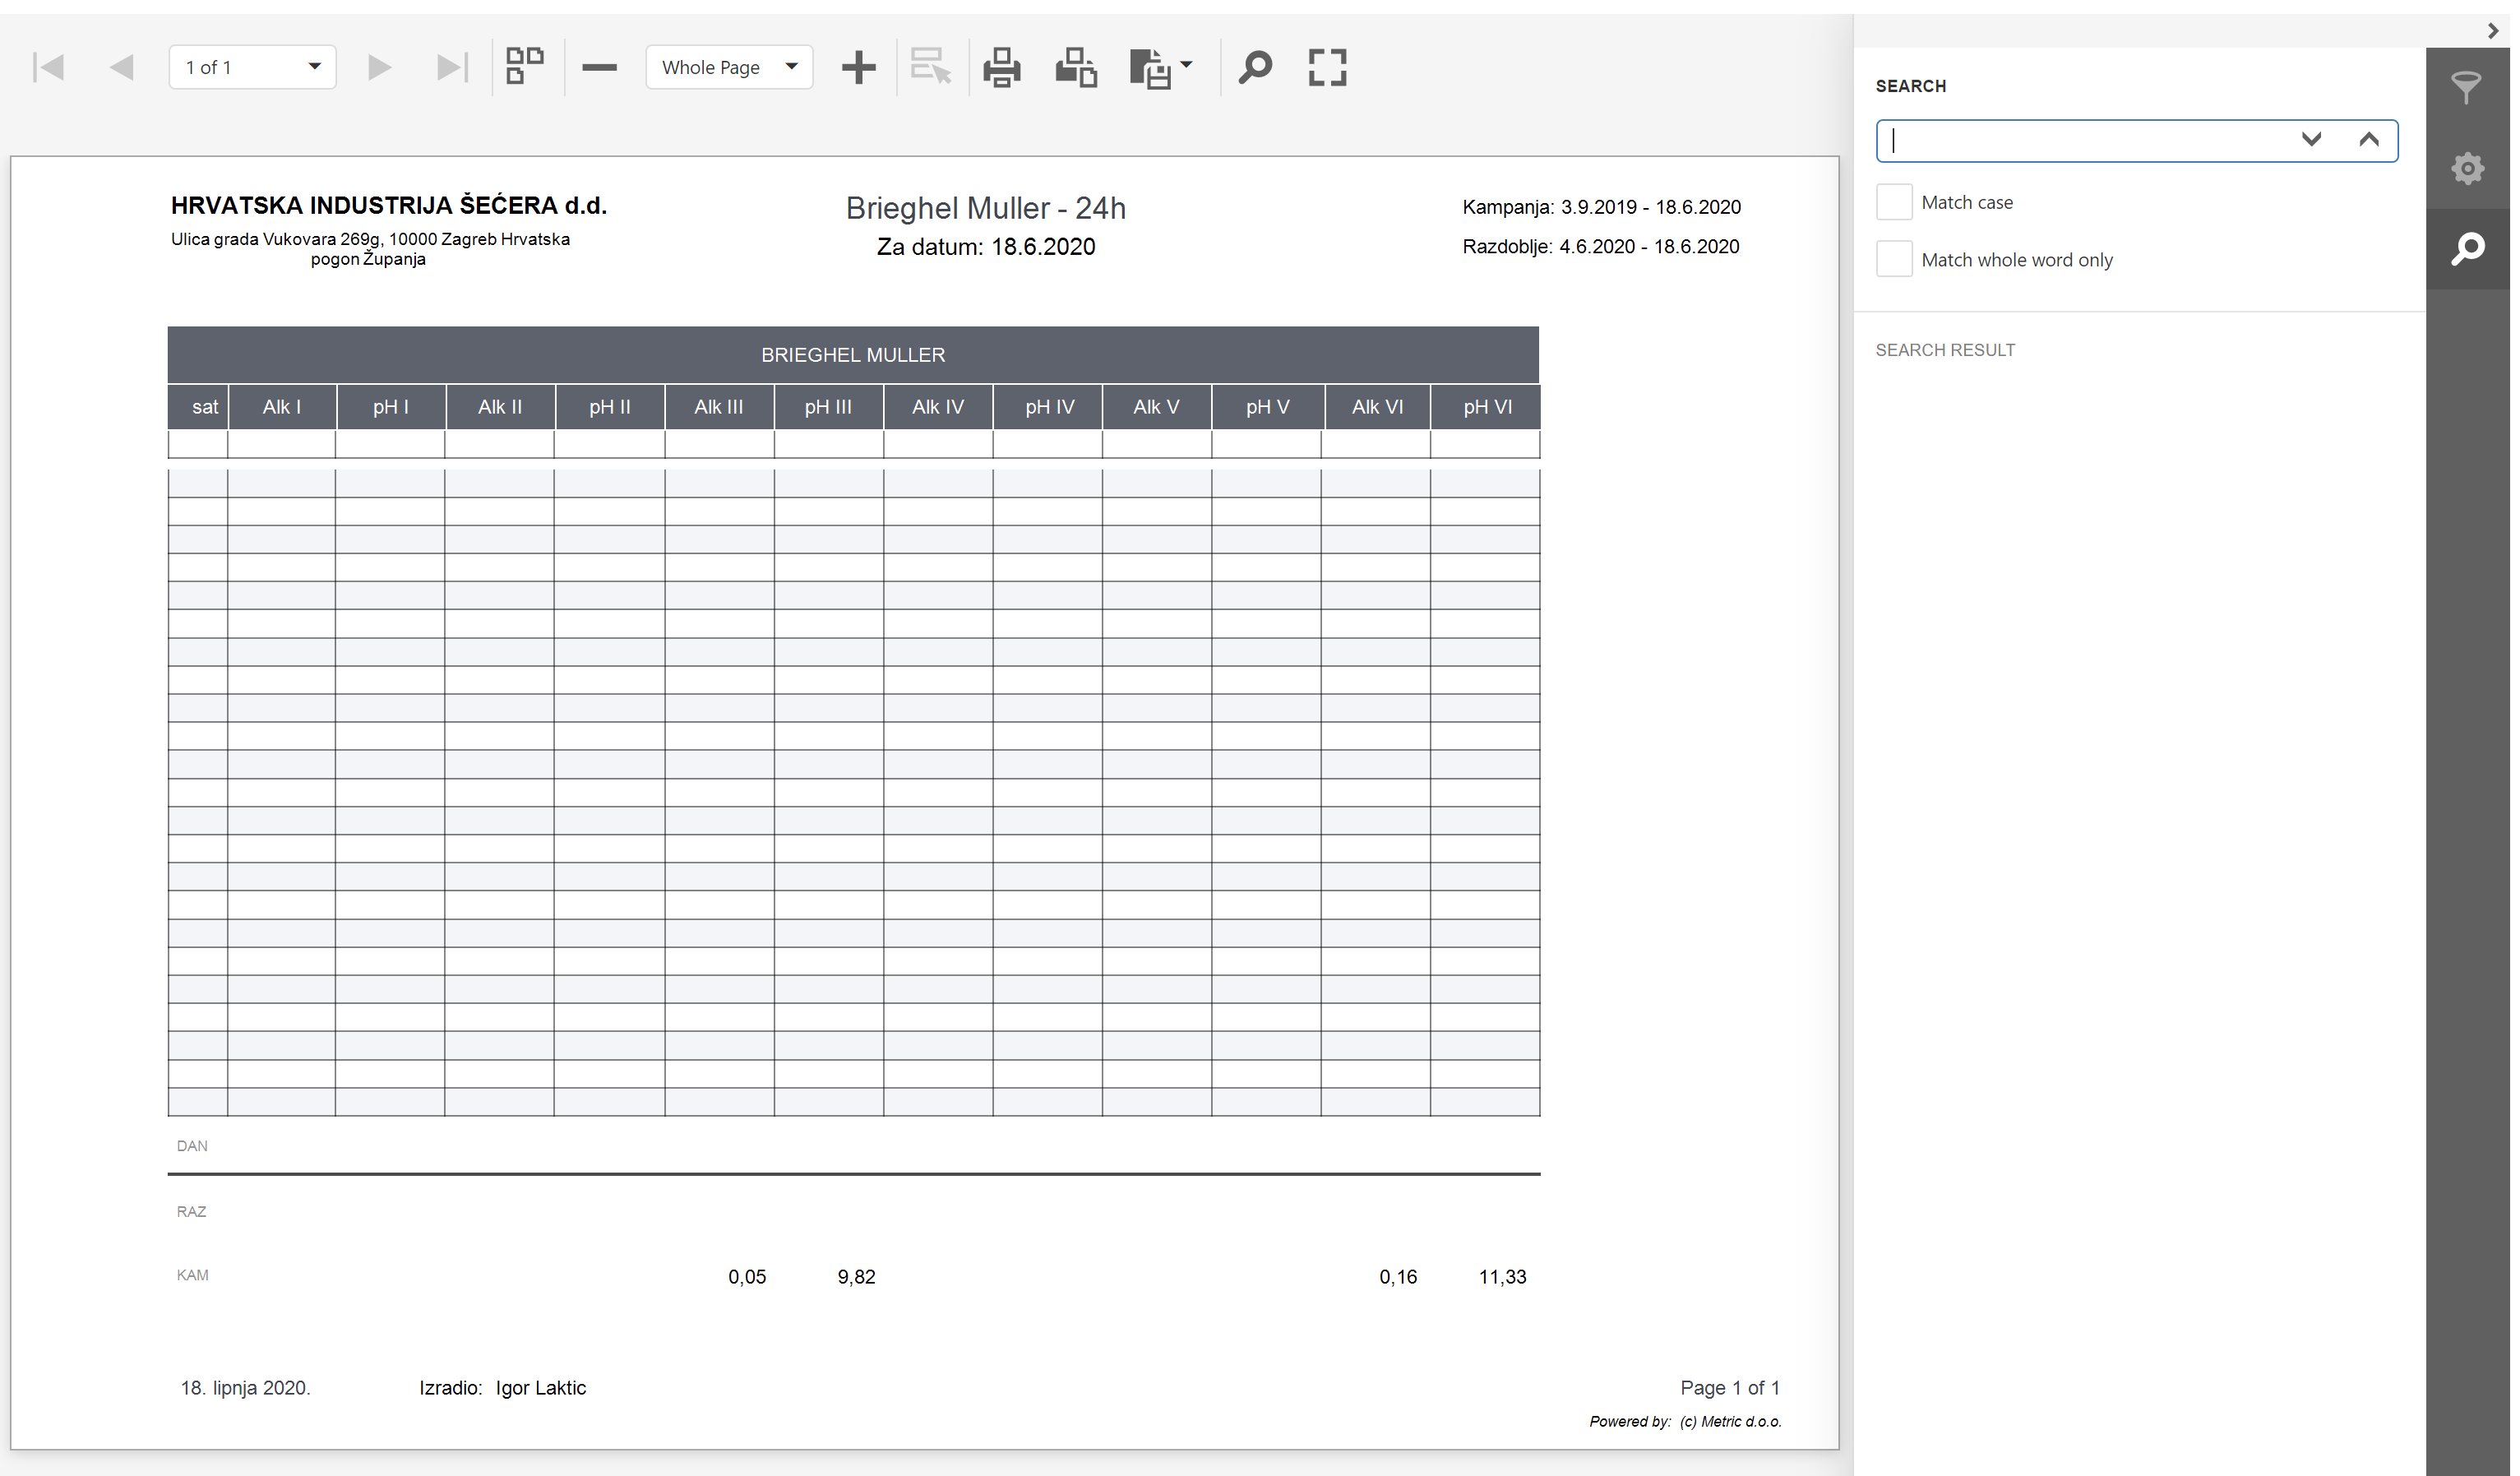 1 of 1
Whole Page
SEARCH
Match case
Match whole word only
SEARCH RESULT
HRVATSKA INDUSTRIJA ŠEĆERA d.d.
Ulica grada Vukovara 269g, 10000 Zagreb Hrvatska
pogon Županja
Brieghel Muller - 24h
Za datum: 18.6.2020
Kampanja: 3.9.2019 - 18.6.2020
Razdoblje: 4.6.2020 - 18.6.2020
BRIEGHEL MULLER
sat Alk I pH I Alk II pH II Alk III pH III Alk IV pH IV Alk V pH V Alk VI pH VI
DAN
RAZ
KAM 0,05 9,82 0,16 11,33
18. lipnja 2020. Izradio: Igor Laktic Page 1 of 1
Powered by: (c) Metric d.o.o.